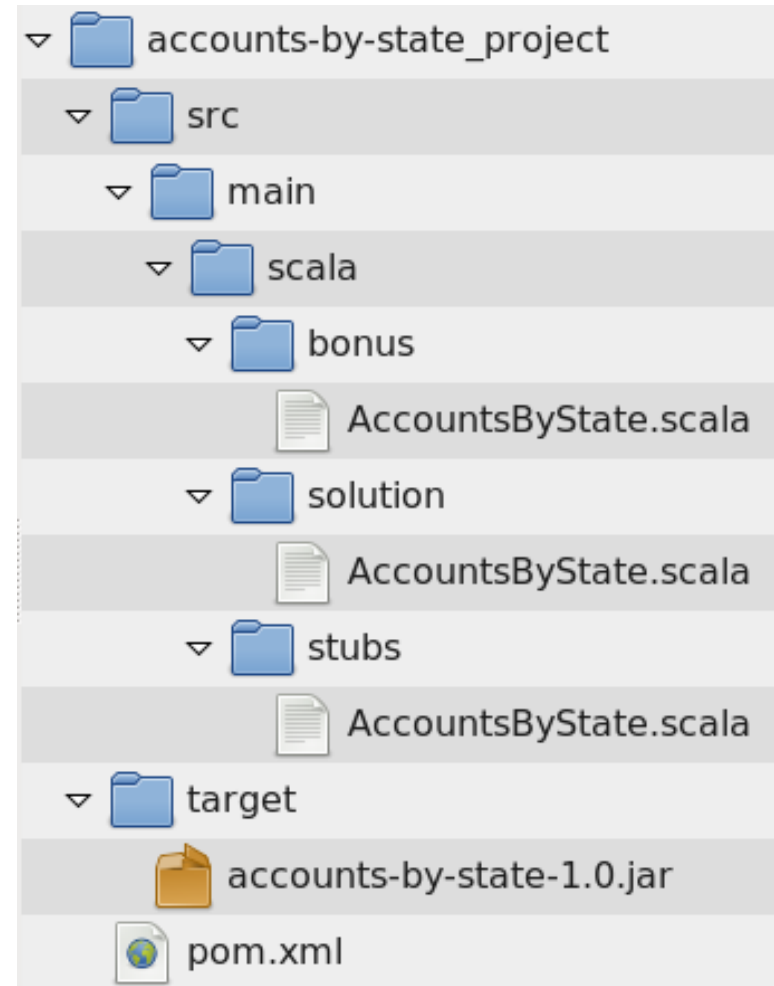 accounts-by-state_project
src
main
scala
bonus
AccountsByState.scala
solution
AccountsByState.scala
stubs
AccountsByState.scala
target
accounts-by-state-1.0.jar
pom.xml